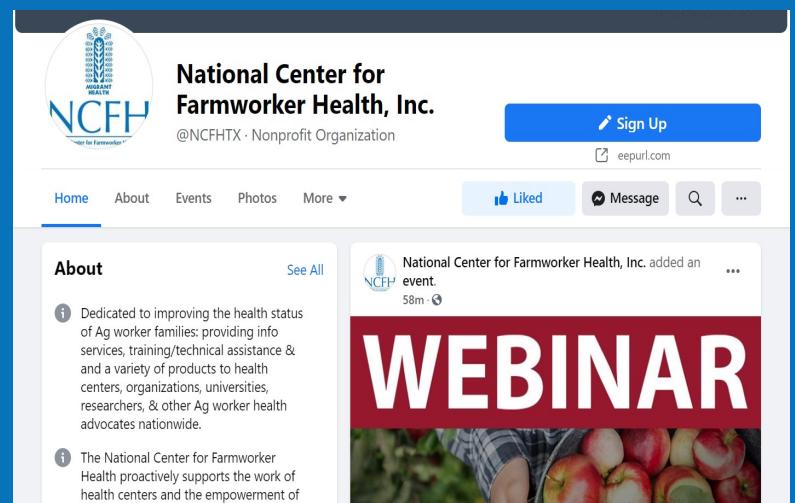 MIGRANT
HEALTH
NCFH
National Center for
Farmworker Health, Inc.
@NCFHTX · Nonprofit Organization
Sign Up
eepurl.com
Home About Events Photos More
Liked Message ...
About See All
Dedicated to improving the health status
of Ag worker families: providing info
services, training/technical assistance &
and a variety of products to health
centers, organizations, universities,
researchers, & other Ag worker health
advocates nationwide.
The National Center for Farmworker
Health proactively supports the work of
health centers and the empowerment of
National Center for Farmworker Health, Inc. added an
event.
58m ·
NCFH
WEBINAR